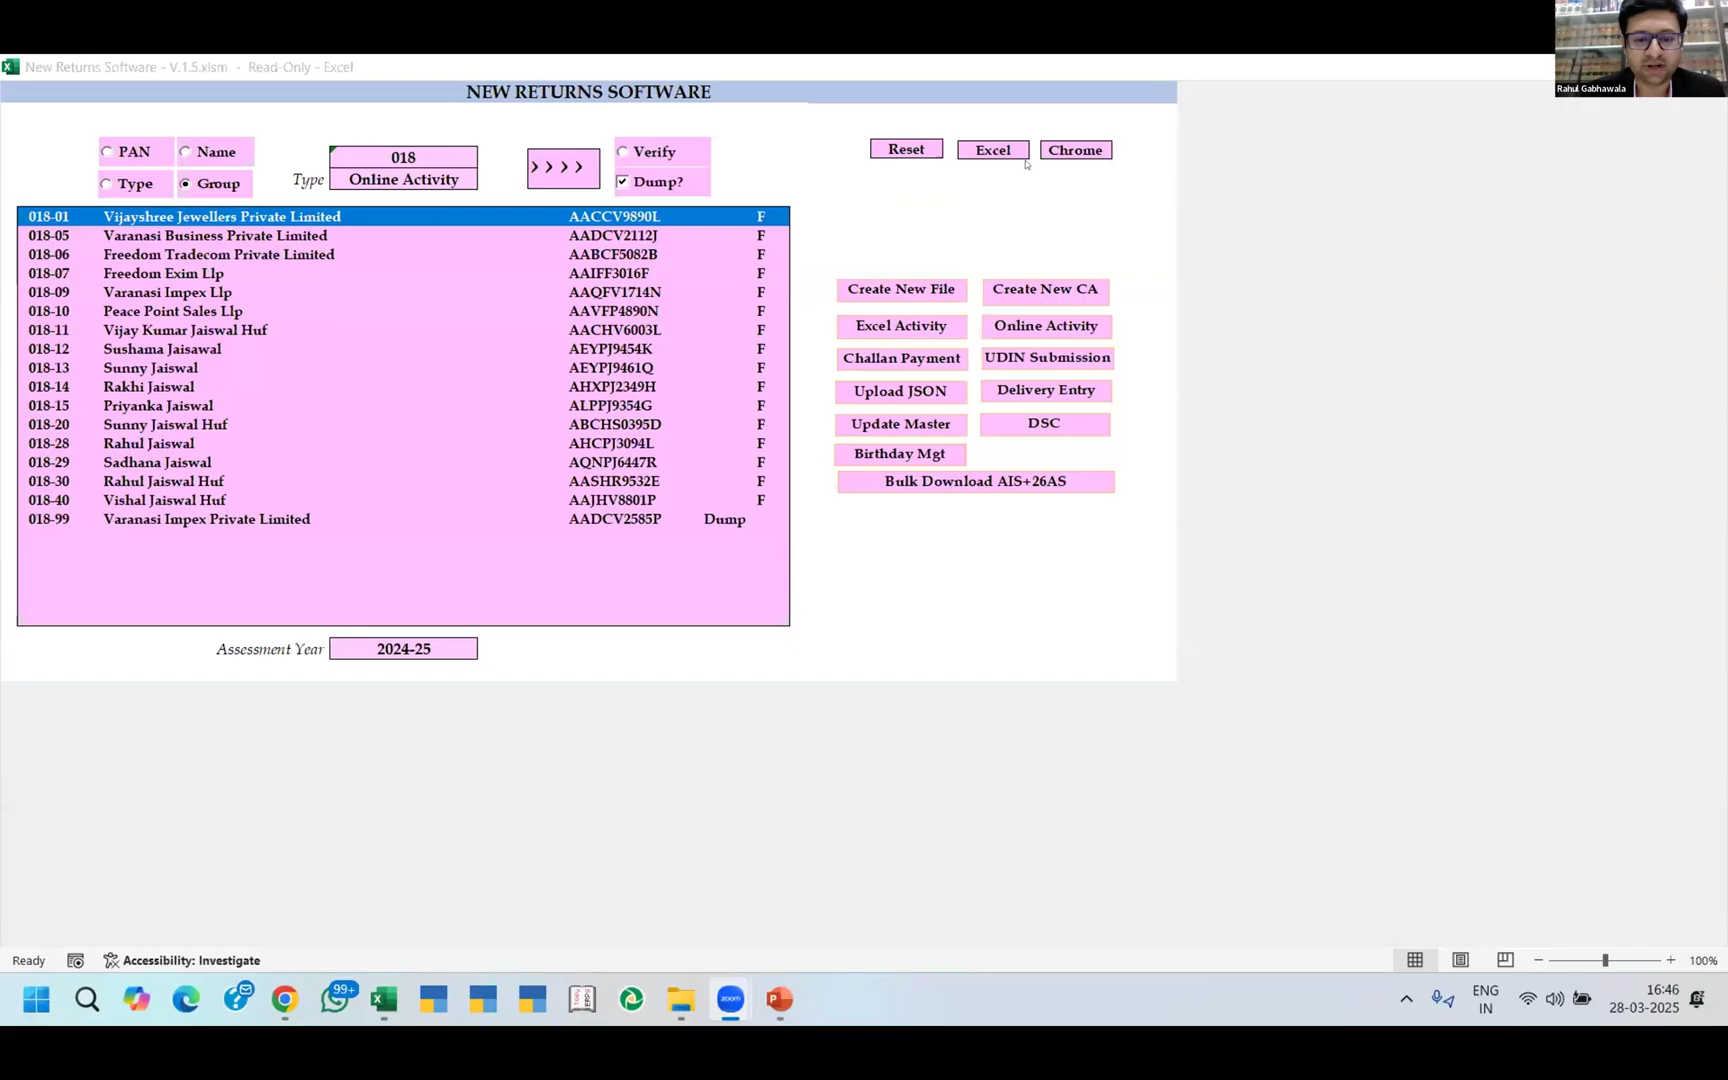 New Returns Software - V.1.5.xlsm - Read-Only - Excel
Rahul Gabhawala
NEW RETURNS SOFTWARE
PAN Name
Type Group
Type
018
Online Activity
>>>>
Verify
Dump?
Reset Excel Chrome
018-01 Vijayshree Jewellers Private Limited AACCV9890L F
018-05 Varanasi Business Private Limited AADCV2112J F
018-06 Freedom Tradecom Private Limited AABCF5082B F
018-07 Freedom Exim Llp AAIFF3016F F
018-09 Varanasi Impex Llp AAQFV1714N F
018-10 Peace Point Sales Llp AAVFP4890N F
018-11 Vijay Kumar Jaiswal Huf AACHV6003L F
018-12 Sushama Jaisawal AEYPJ9454K F
018-13 Sunny Jaiswal AEYPJ9461Q F
018-14 Rakhi Jaiswal AHXPJ2349H F
018-15 Priyanka Jaiswal ALPPJ9354G F
018-20 Sunny Jaiswal Huf ABCHS0395D F
018-28 Rahul Jaiswal AHCPJ3094L F
018-29 Sadhana Jaiswal AQNPJ6447R F
018-30 Rahul Jaiswal Huf AASHR9532E F
018-40 Vishal Jaiswal Huf AAJHV8801P F
018-99 Varanasi Impex Private Limited AADCV2585P Dump
Create New File Create New CA
Excel Activity Online Activity
Challan Payment UDIN Submission
Upload JSON Delivery Entry
Update Master DSC
Birthday Mgt
Bulk Download AIS+26AS
Assessment Year 2024-25
Ready Accessibility: Investigate 100%
99+
zoom
ENG
IN
16:46
28-03-2025